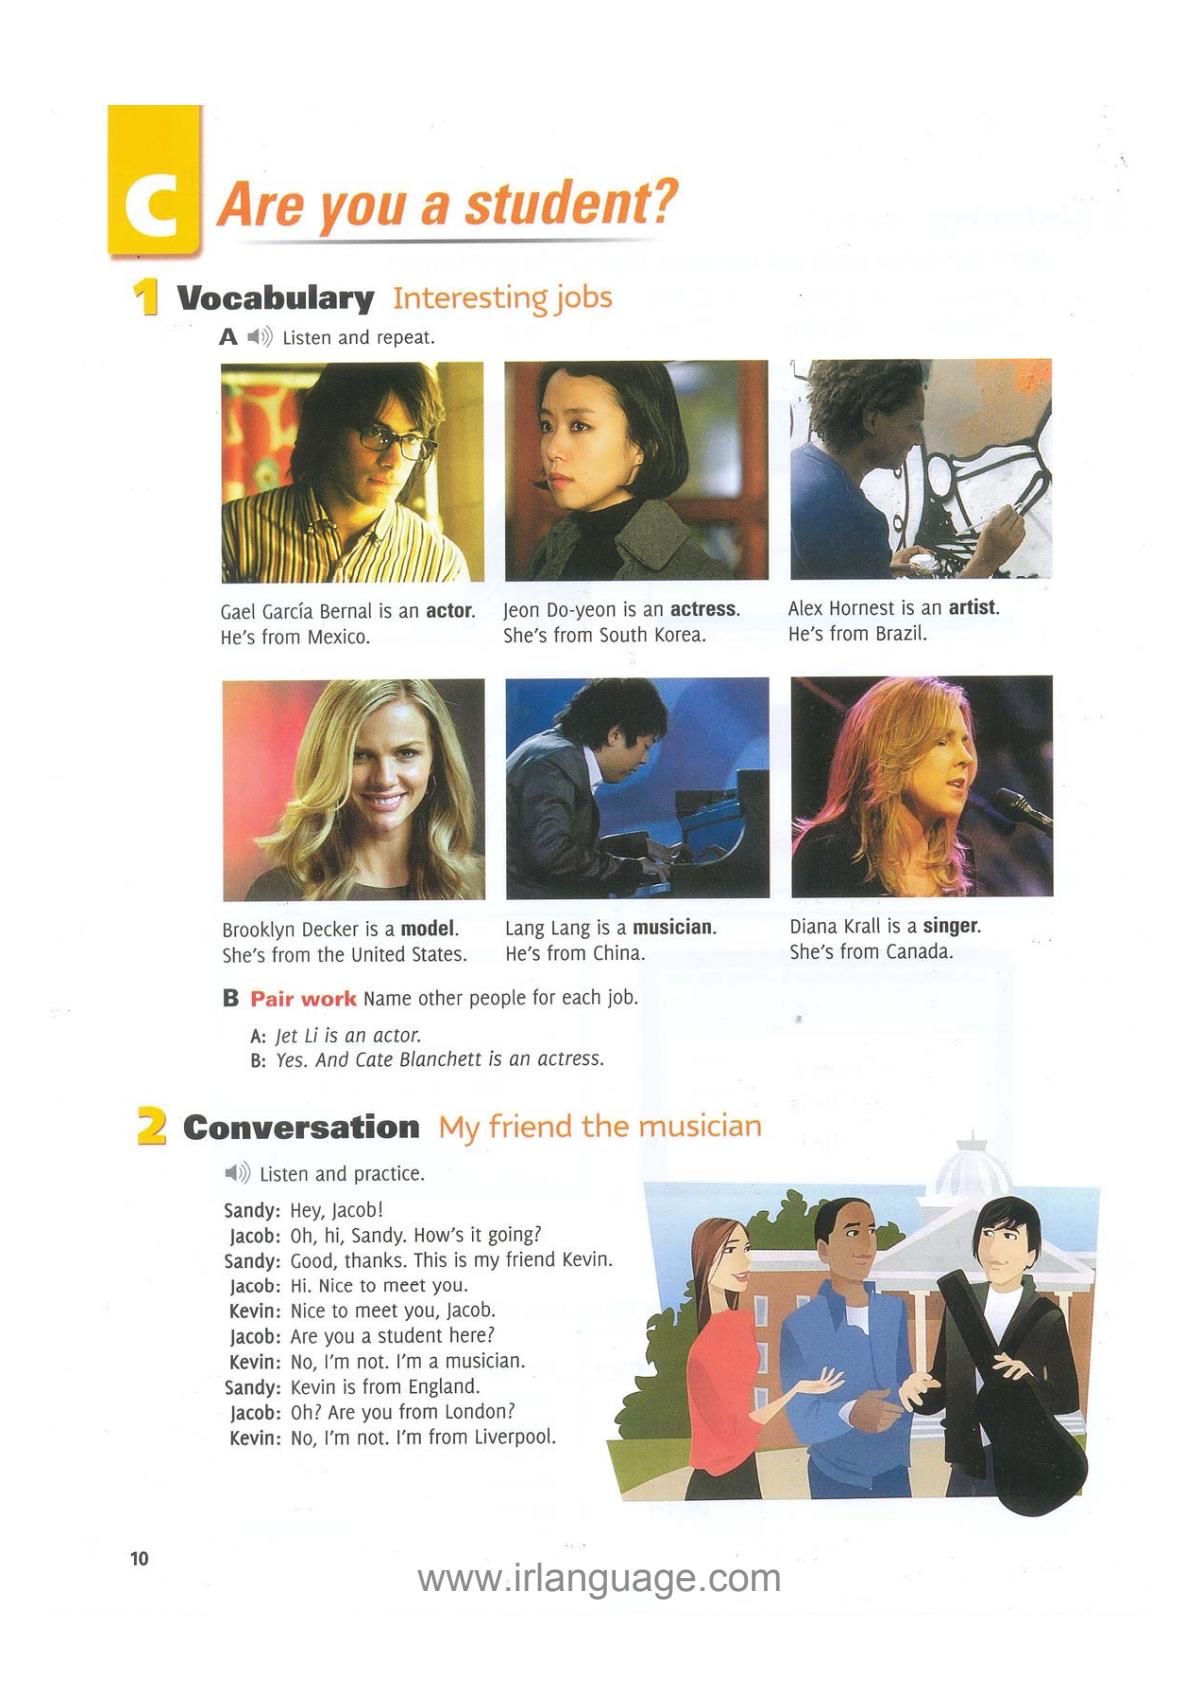 C Are you a student?
1 Vocabulary Interesting jobs
A Listen and repeat.
Gael García Bernal is an actor.
He's from Mexico.
Jeon Do-yeon is an actress.
She's from South Korea.
Alex Hornest is an artist.
He's from Brazil.
Brooklyn Decker is a model.
She's from the United States.
Lang Lang is a musician.
He's from China.
Diana Krall is a singer.
She's from Canada.
B Pair work Name other people for each job.
A: Jet Li is an actor.
B: Yes. And Cate Blanchett is an actress.
2 Conversation My friend the musician
Listen and practice.
Sandy: Hey, Jacob!
Jacob: Oh, hi, Sandy. How's it going?
Sandy: Good, thanks. This is my friend Kevin.
Jacob: Hi. Nice to meet you.
Kevin: Nice to meet you, Jacob.
Jacob: Are you a student here?
Kevin: No, I'm not. I'm a musician.
Sandy: Kevin is from England.
Jacob: Oh? Are you from London?
Kevin: No, I'm not. I'm from Liverpool.
10
www.irlanguage.com